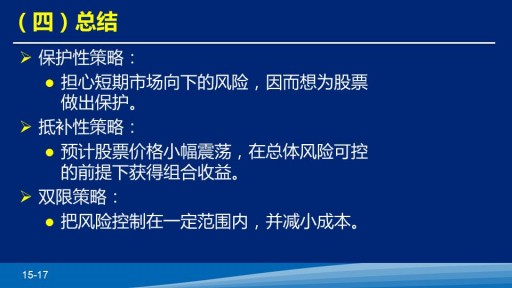 （四）总结
保护性策略：
担心短期市场向下的风险，因而想为股票
做出保护。
抵补性策略：
预计股票价格小幅震荡，在总体风险可控
的前提下获得组合收益。
双限策略：
把风险控制在一定范围内，并减小成本。
15-17